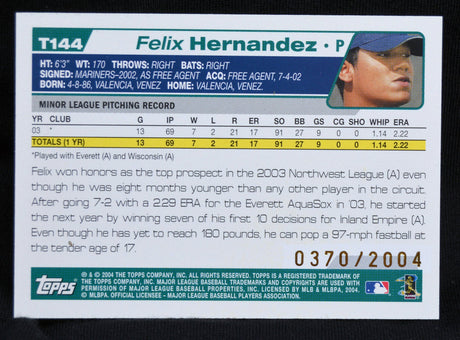 T144 Felix Hernandez • P
HT: 6'3" WT: 170 THROWS: RIGHT BATS: RIGHT
SIGNED: MARINERS-2002, AS FREE AGENT ACQ: FREE AGENT, 7-4-02
BORN: 4-8-86, VALENCIA, VENEZ. HOME: VALENCIA, VENEZ.
MINOR LEAGUE PITCHING RECORD
YR CLUB G IP W L R ER SO BB GS CG SHO WHIP ERA
03 * 13 69 7 2 21 17 91 27 9 0 0 1.14 2.22
TOTALS (1 YR) 13 69 7 2 21 17 91 27 9 0 0 1.14 2.22
*Played with Everett (A) and Wisconsin (A)
Felix won honors as the top prospect in the 2003 Northwest League (A) even
though he was eight months younger than any other player in the circuit.
After going 7-2 with a 2.29 ERA for the Everett AquaSox in '03, he started
the next year by winning seven of his first 10 decisions for Inland Empire (A).
Even though he has yet to reach 180 pounds, he can pop a 97-mph fastball
at the tender age of 17.
0370/2004
Topps
® & © 2004 THE TOPPS COMPANY, INC. ALL RIGHTS RESERVED. TOPPS IS A REGISTERED TRADEMARK OF
THE TOPPS COMPANY, INC. MAJOR LEAGUE BASEBALL TRADEMARKS AND COPYRIGHTS ARE USED WITH
PERMISSION OF MAJOR LEAGUE BASEBALL PROPERTIES, INC. LICENSED BY MLB & MLBPA, 2004.
© MLBPA. OFFICIAL LICENSEE - MAJOR LEAGUE BASEBALL PLAYERS ASSOCIATION.